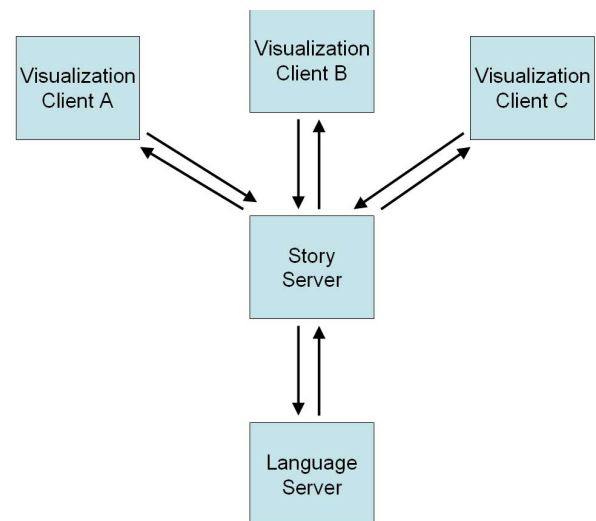 Visualization
Client A
Visualization
Client B
Visualization
Client C
Story
Server
Language
Server